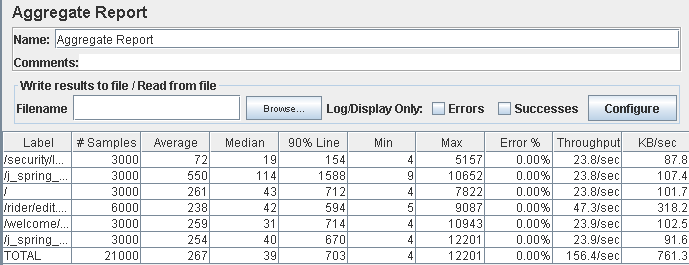 Aggregate Report
Name: Aggregate Report
Comments:
Write results to file / Read from file
Filename Browse... Log/Display Only: Errors Successes Configure
Label # Samples Average Median 90% Line Min Max Error % Throughput KB/sec
/security/l... 3000 72 19 154 4 5157 0.00% 23.8/sec 87.8
/j_spring_... 3000 550 114 1588 9 10652 0.00% 23.8/sec 107.4
/ 3000 261 43 712 4 7822 0.00% 23.8/sec 101.7
/rider/edit.... 6000 238 42 594 5 9087 0.00% 47.3/sec 318.2
/welcome/... 3000 259 31 714 4 10943 0.00% 23.9/sec 102.5
/j_spring_... 3000 254 40 670 4 12201 0.00% 23.9/sec 91.6
TOTAL 21000 267 39 703 4 12201 0.00% 156.4/sec 761.3